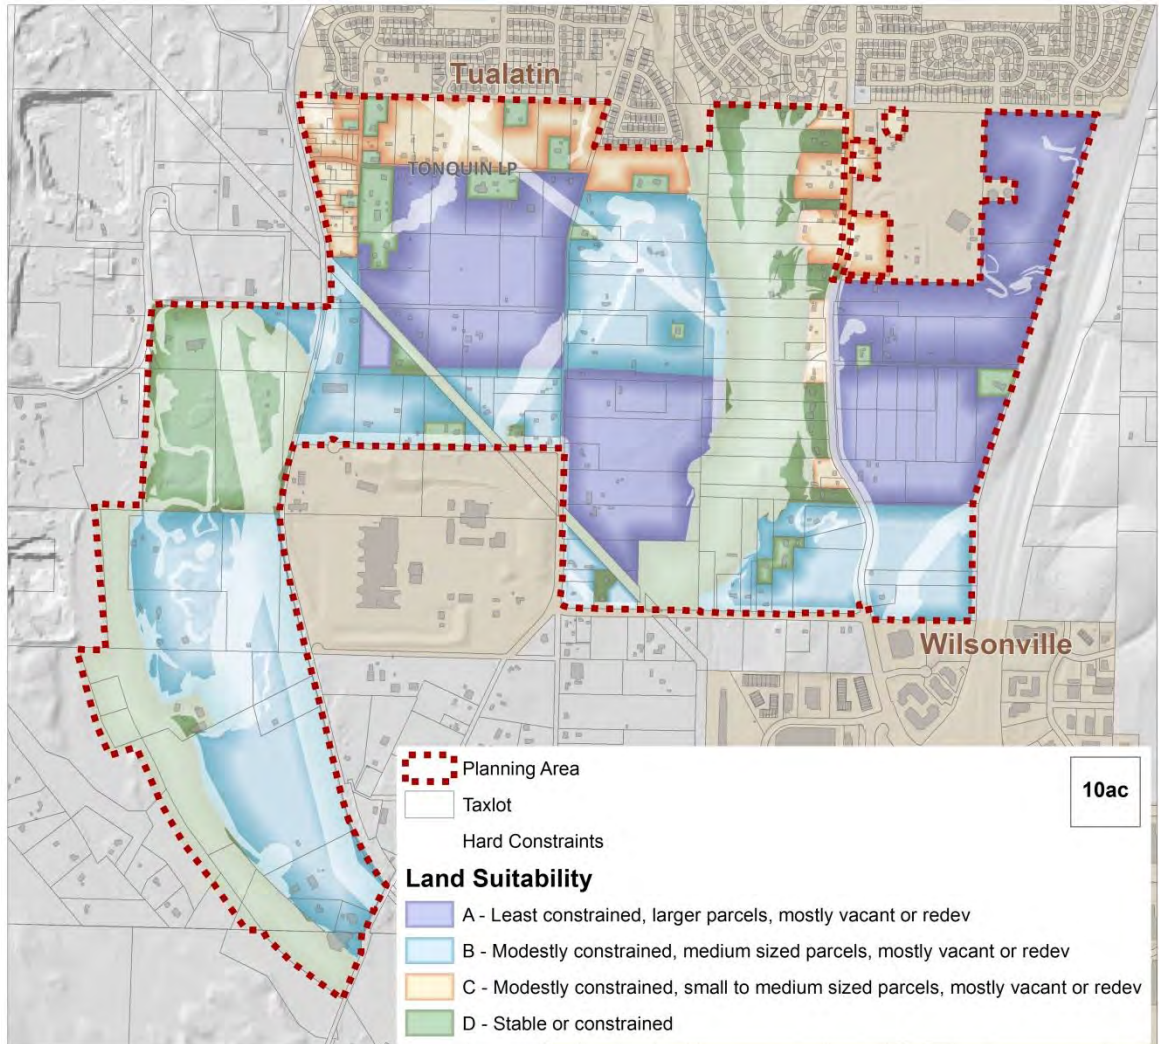 Tualatin
TONQUIN LP
Wilsonville
Planning Area
10ac
Taxlot
Hard Constraints
Land Suitability
A - Least constrained, larger parcels, mostly vacant or redev
B - Modestly constrained, medium sized parcels, mostly vacant or redev
C - Modestly constrained, small to medium sized parcels, mostly vacant or redev
D - Stable or constrained